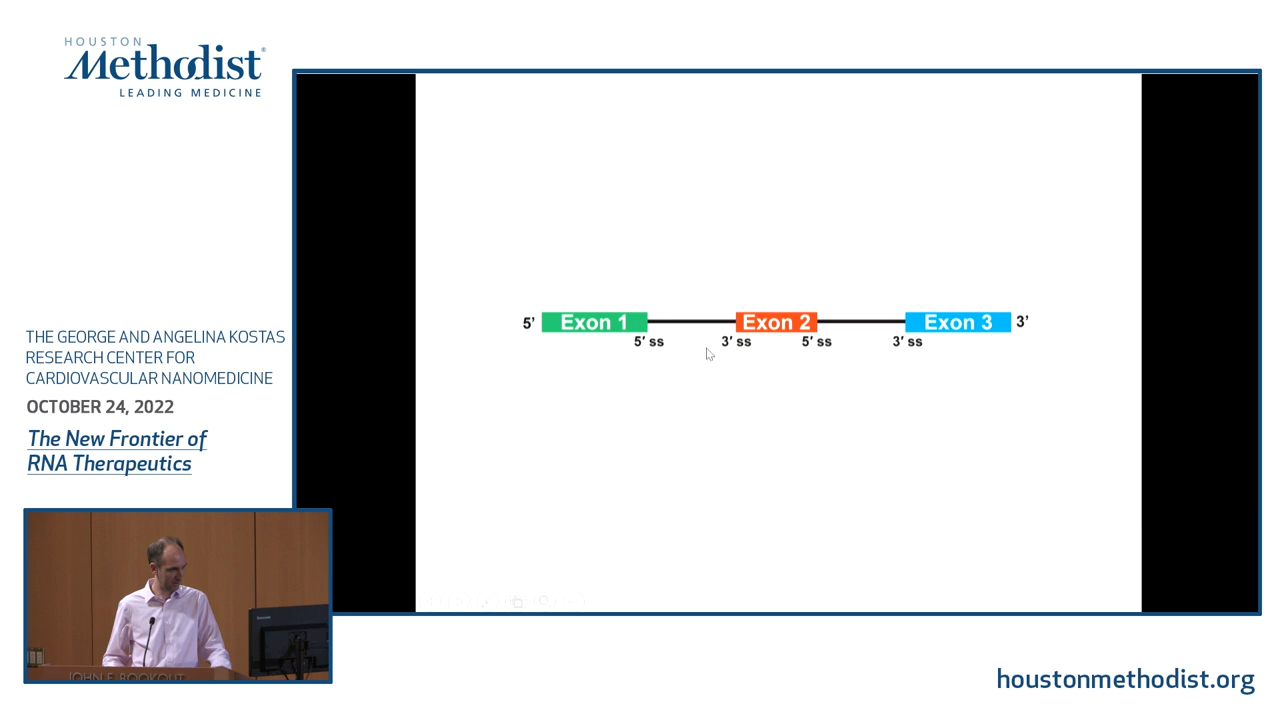 HOUSTON
Methodist®
LEADING MEDICINE
5’ Exon 1 Exon 2 Exon 3 3’
5′ ss 3′ ss 5′ ss 3′ ss
THE GEORGE AND ANGELINA KOSTAS
RESEARCH CENTER FOR
CARDIOVASCULAR NANOMEDICINE
OCTOBER 24, 2022
The New Frontier of
RNA Therapeutics
JOHN F. BOOKOUT
houstonmethodist.org